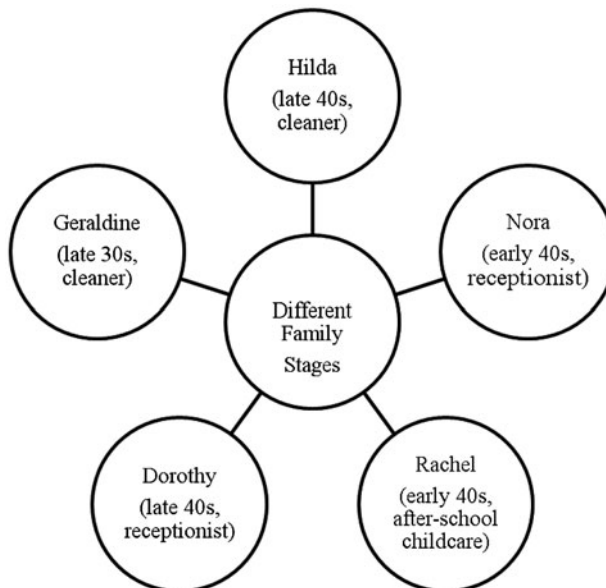 Hilda
(late 40s,
cleaner)
Geraldine
(late 30s,
cleaner)
Nora
(early 40s,
receptionist)
Different
Family
Stages
Dorothy
(late 40s,
receptionist)
Rachel
(early 40s,
after-school
childcare)